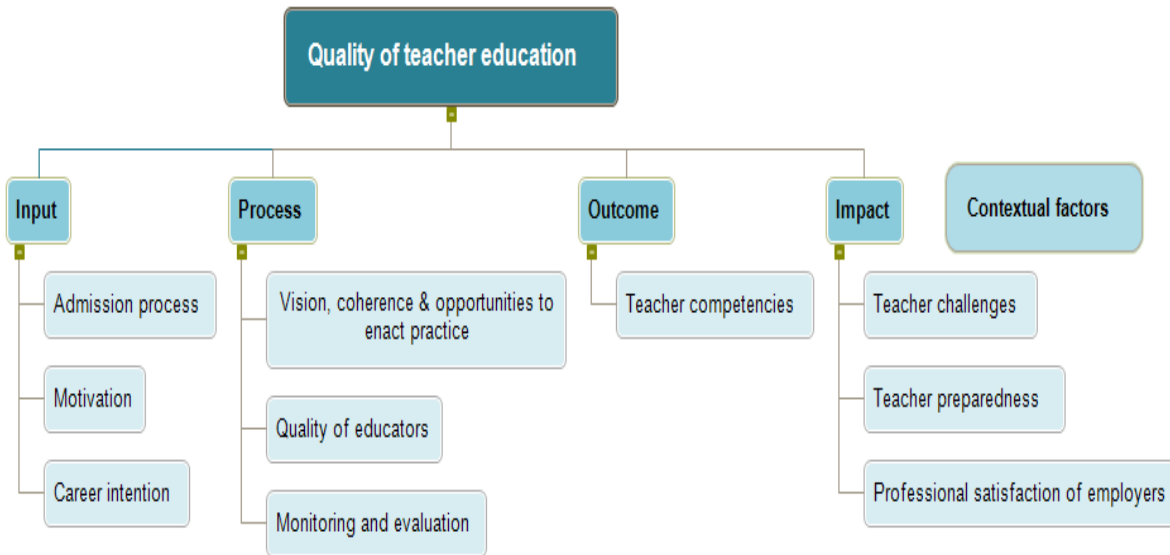 Quality of teacher education
Input
Process
Outcome
Impact
Contextual factors
Admission process
Motivation
Career intention
Vision, coherence & opportunities to
enact practice
Quality of educators
Monitoring and evaluation
Teacher competencies
Teacher challenges
Teacher preparedness
Professional satisfaction of employers